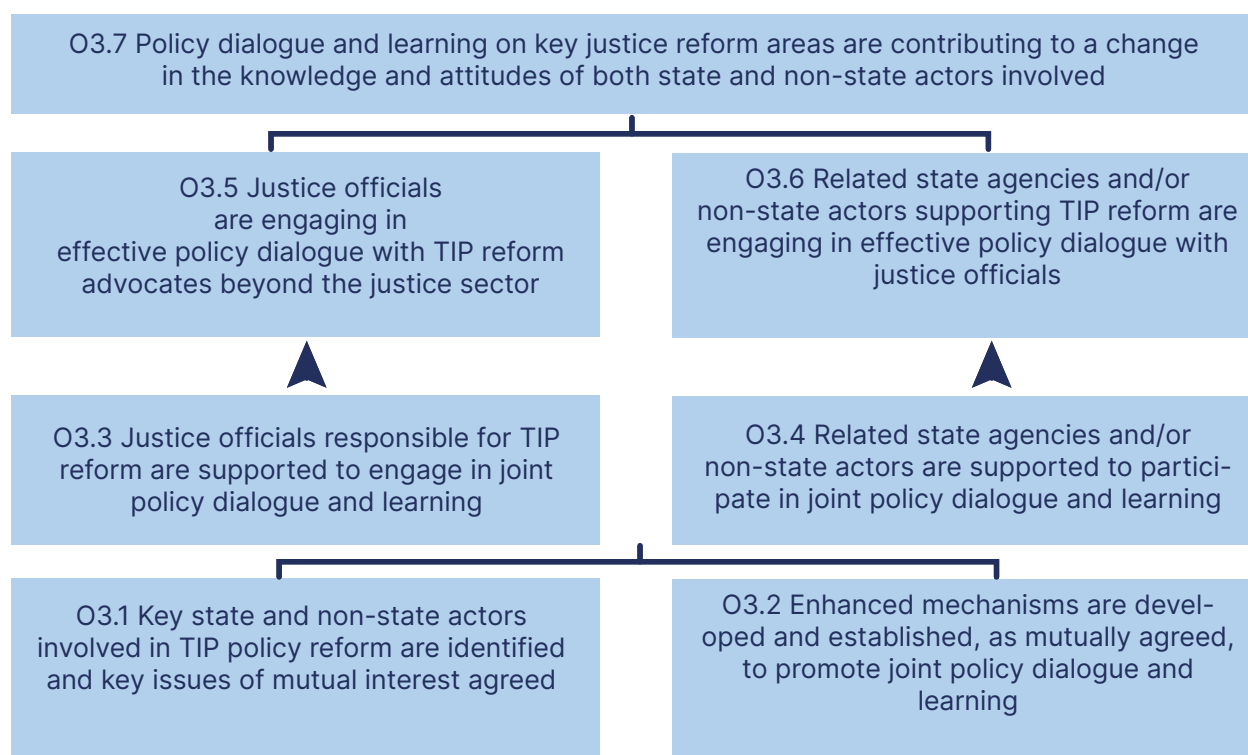 O3.7 Policy dialogue and learning on key justice reform areas are contributing to a change
in the knowledge and attitudes of both state and non-state actors involved
O3.5 Justice officials
are engaging in
effective policy dialogue with TIP reform
advocates beyond the justice sector
O3.6 Related state agencies and/or
non-state actors supporting TIP reform are
engaging in effective policy dialogue with
justice officials
O3.3 Justice officials responsible for TIP
reform are supported to engage in joint
policy dialogue and learning
O3.4 Related state agencies and/or
non-state actors are supported to partici-
pate in joint policy dialogue and learning
O3.1 Key state and non-state actors
involved in TIP policy reform are identified
and key issues of mutual interest agreed
O3.2 Enhanced mechanisms are devel-
oped and established, as mutually agreed,
to promote joint policy dialogue and
learning